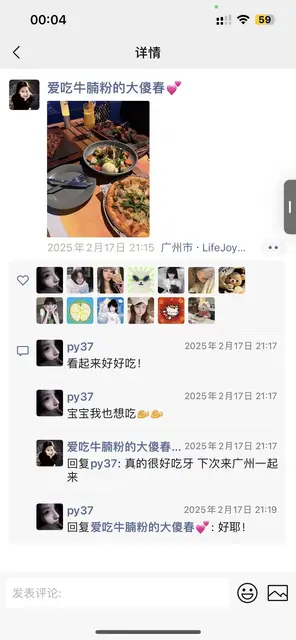 00:04
59
详情
爱吃牛腩粉的大傻春💕
2025年2月17日 21:15 广州市 · LifeJoy...
py37
2025年2月17日 21:17
看起来好好吃！
py37
2025年2月17日 21:17
宝宝我也想吃🫴🫴
爱吃牛腩粉的大傻春...
2025年2月17日 21:17
回复py37: 真的很好吃牙 下次来广州一起
来
py37
2025年2月17日 21:19
回复爱吃牛腩粉的大傻春💕: 好耶！
发表评论: